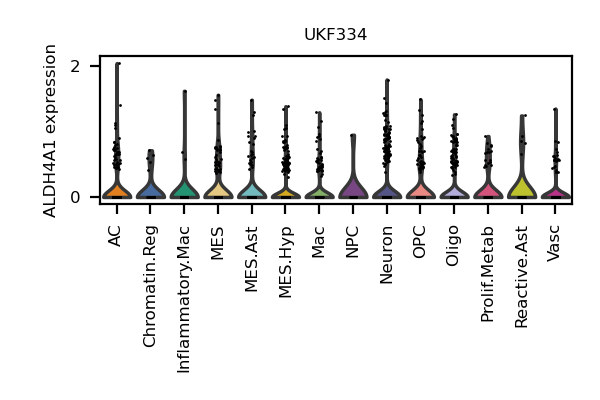 UKF334
ALDH4A1 expression
2
0
AC
Chromatin.Reg
Inflammatory.Mac
MES
MES.Ast
MES.Hyp
Mac
NPC
Neuron
OPC
Oligo
Prolif.Metab
Reactive.Ast
Vasc